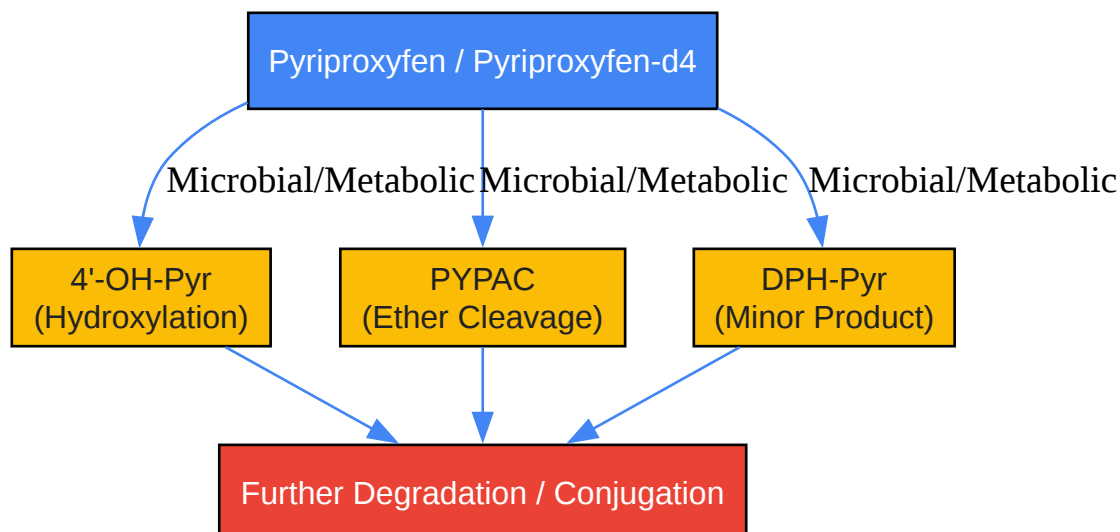 Pyriproxyfen / Pyriproxyfen-d4
Microbial/Metabolic
Microbial/Metabolic
Microbial/Metabolic
4'-OH-Pyr
(Hydroxylation)
PYPAC
(Ether Cleavage)
DPH-Pyr
(Minor Product)
Further Degradation / Conjugation